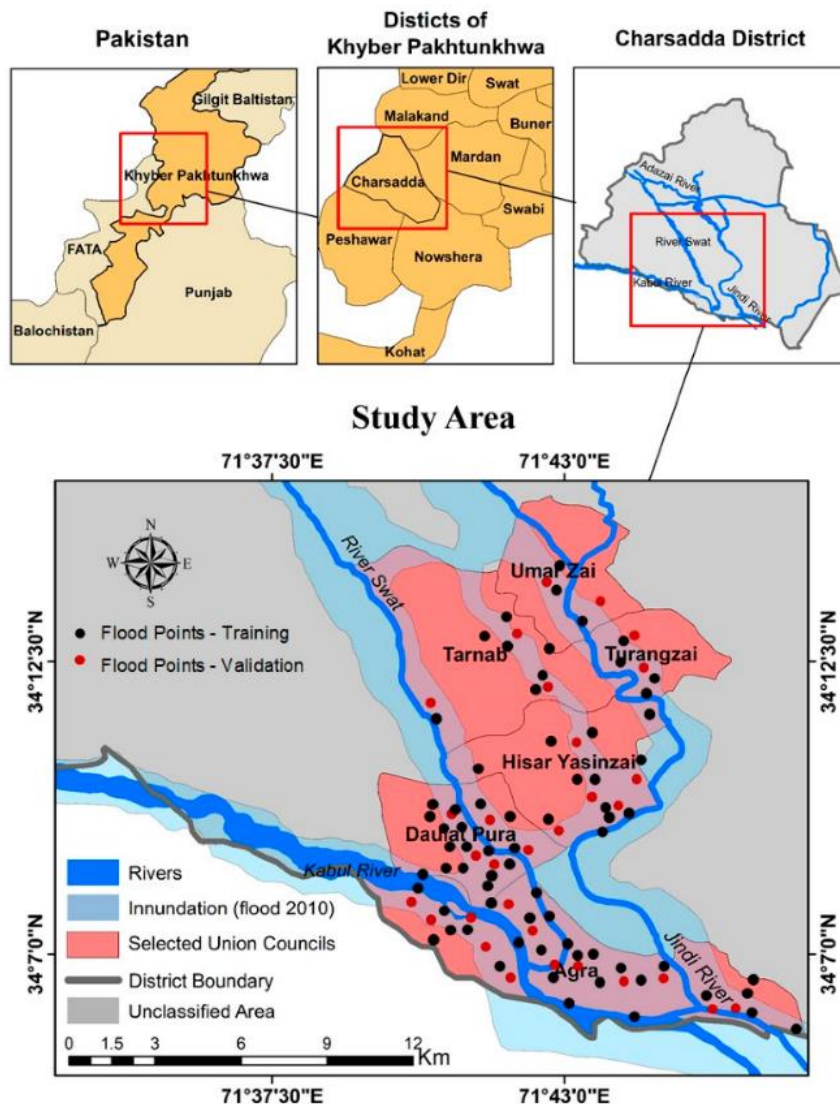 Pakistan
Disticts of
Khyber Pakhtunkhwa
Charsadda District
Gilgit Baltistan
Khyber Pakhtunkhwa
FATA
Punjab
Balochistan
Lower Dir
Swat
Malakand
Buner
Mardan
Charsadda
Swabi
Peshawar
Nowshera
Kohat
Adazai River
River Swat
Kabul River
Jindi River
Study Area
71°37'30"E
71°43'0"E
N
W
E
S
River Swat
Umar Zai
Flood Points - Training
Flood Points - Validation
34°12'30"N
34°12'30"N
Tarnab
Turangzai
Hisar Yasinzai
Daulat Pura
Kabul River
Rivers
Innundation (flood 2010)
Selected Union Councils
District Boundary
Unclassified Area
34°7'0"N
34°7'0"N
Agra
Jindi River
0 1.5 3 6 9 12
Km
71°37'30"E
71°43'0"E